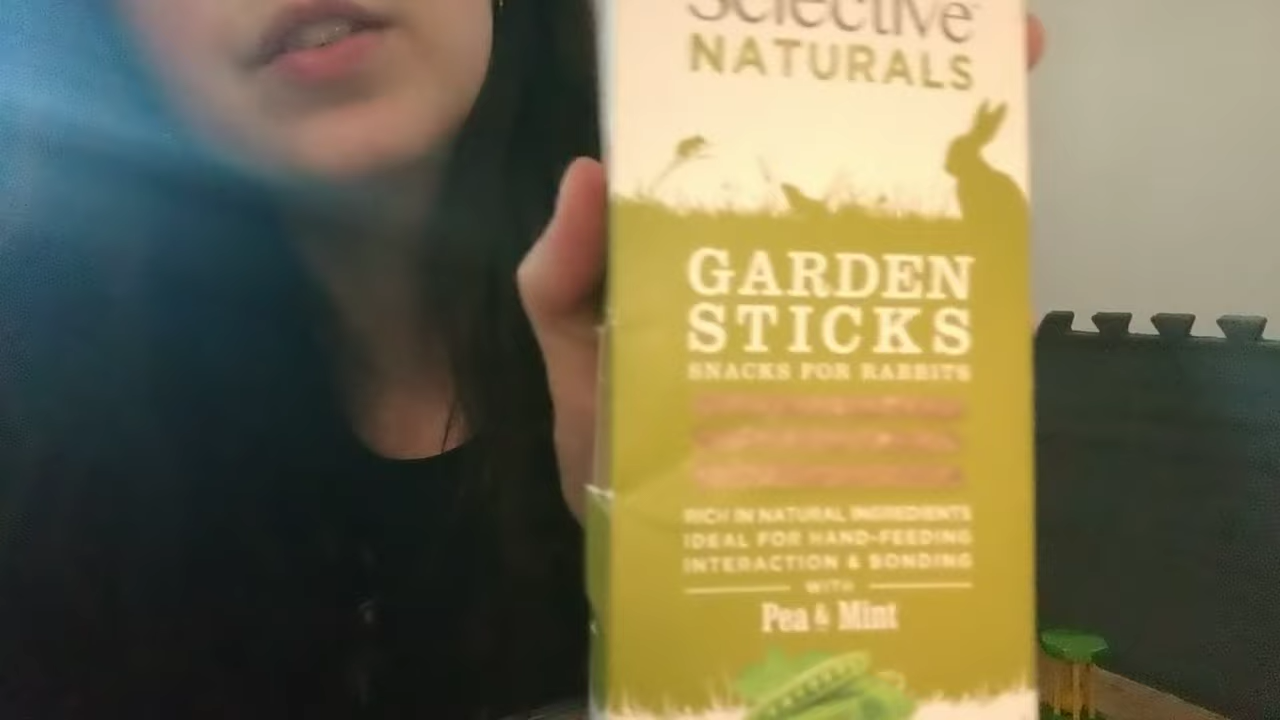 Selective
NATURALS
GARDEN
STICKS
SNACKS FOR RABBITS
RICH IN NATURAL INGREDIENTS
IDEAL FOR HAND-FEEDING
INTERACTION & BONDING
WITH
Pea & Mint